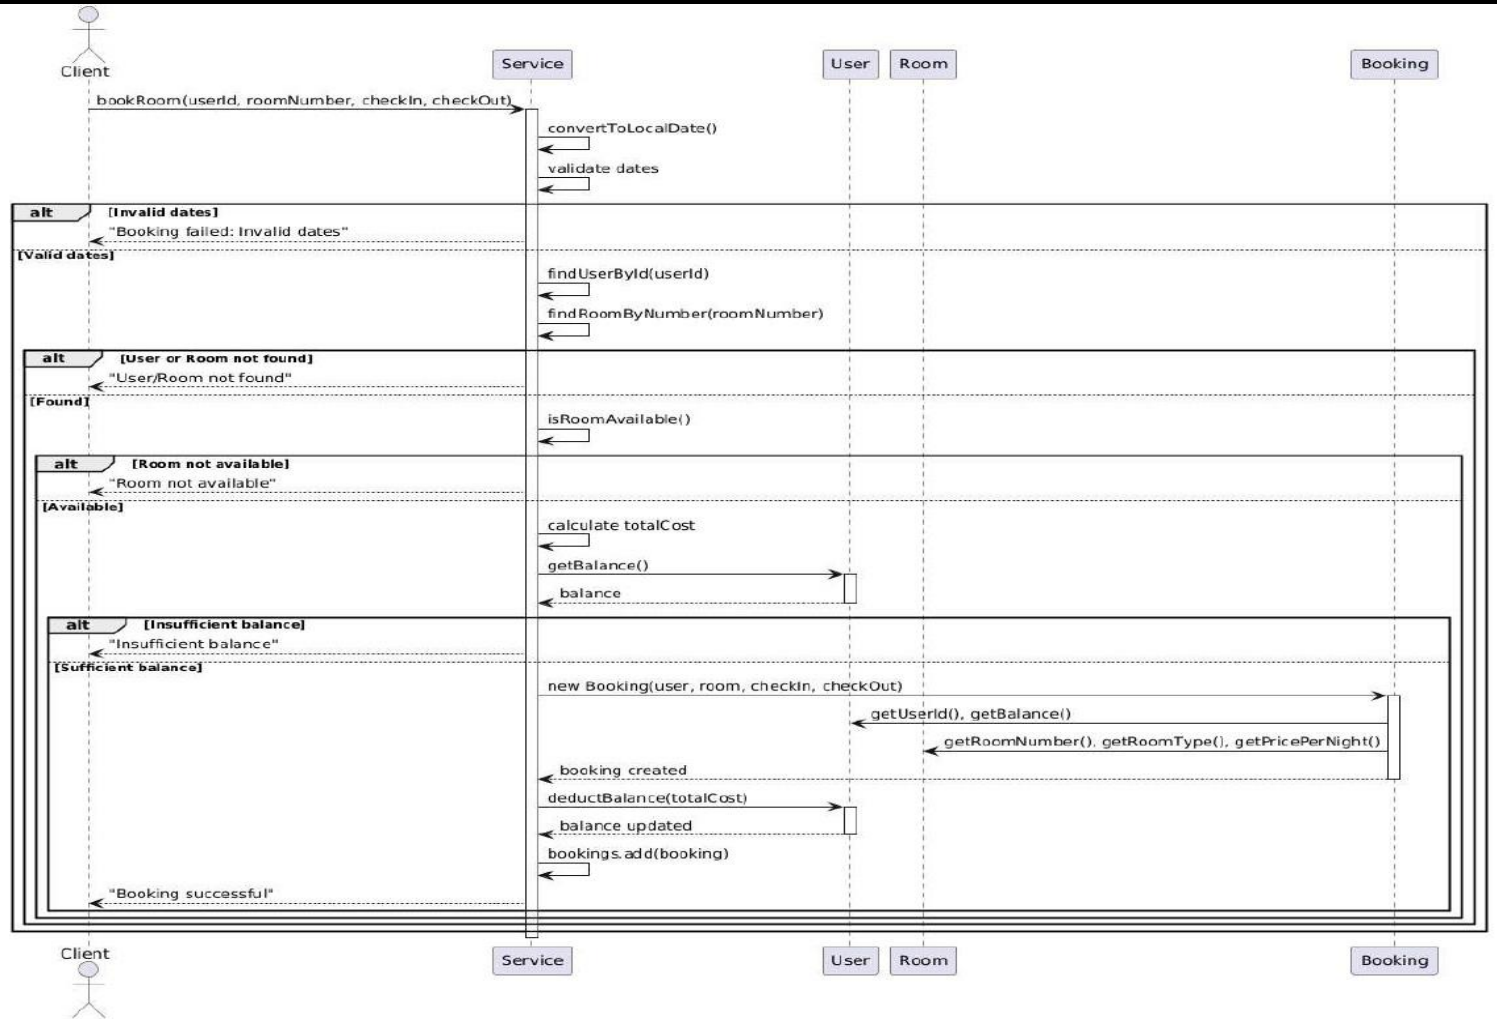 Client
Service
User
Room
Booking
bookRoom(userId, roomNumber, checkIn, checkOut)
convertToLocalDate()
validate dates
alt
[Invalid dates]
"Booking failed: Invalid dates"
[Valid dates]
findUserById(userId)
findRoomByNumber(roomNumber)
alt
[User or Room not found]
"User/Room not found"
[Found]
isRoomAvailable()
alt
[Room not available]
"Room not available"
[Available]
calculate totalCost
getBalance()
balance
alt
[Insufficient balance]
"Insufficient balance"
[Sufficient balance]
new Booking(user, room, checkIn, checkOut)
getUserId(), getBalance()
getRoomNumber(), getRoomType(), getPricePerNight()
booking created
deductBalance(totalCost)
balance updated
bookings.add(booking)
"Booking successful"
Client
Service
User
Room
Booking